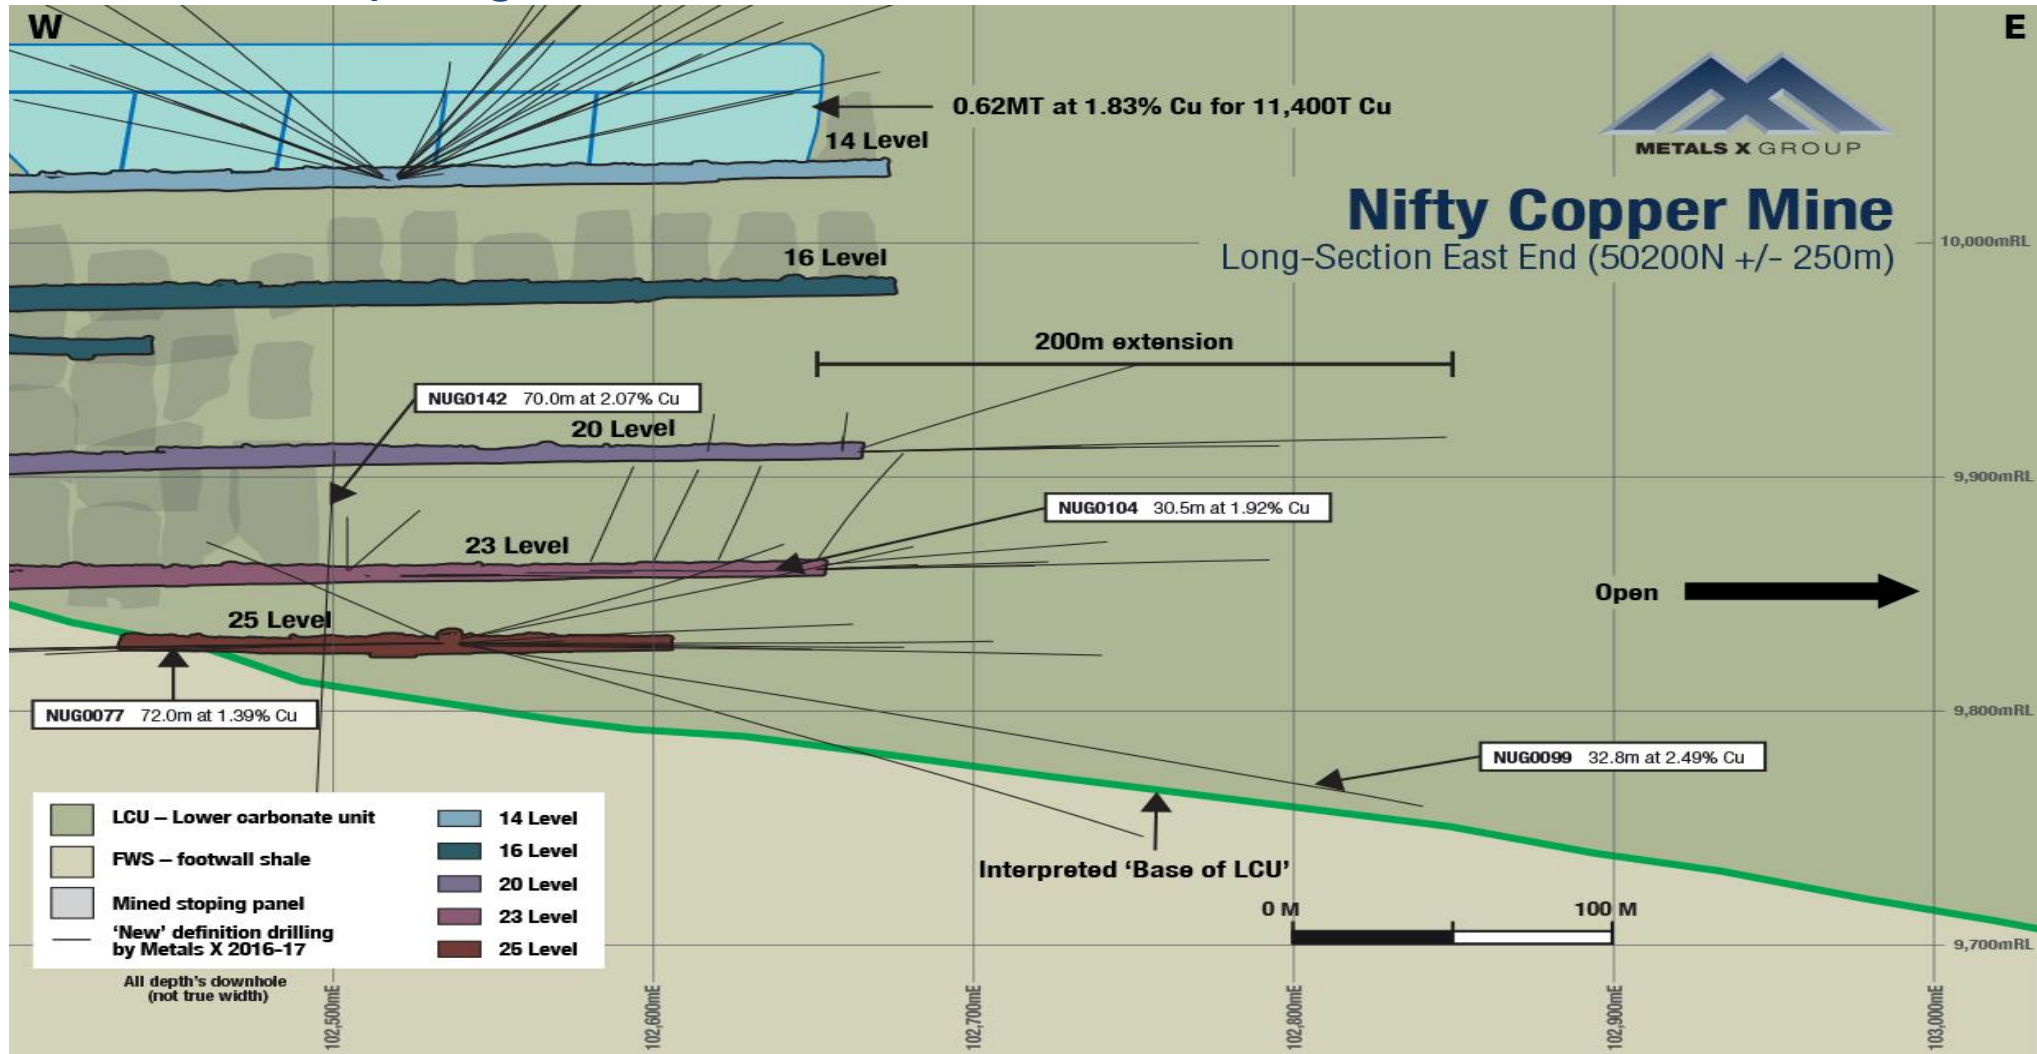 W
E
0.62MT at 1.83% Cu for 11,400T Cu
14 Level
METALS X GROUP
Nifty Copper Mine
Long-Section East End (50200N +/- 250m)
10,000mRL
16 Level
200m extension
NUG0142 70.0m at 2.07% Cu
20 Level
9,900mRL
NUG0104 30.5m at 1.92% Cu
23 Level
Open
25 Level
NUG0077 72.0m at 1.39% Cu
9,800mRL
NUG0099 32.8m at 2.49% Cu
Interpreted ‘Base of LCU’
LCU – Lower carbonate unit
FWS – footwall shale
Mined stoping panel
‘New’ definition drilling
by Metals X 2016-17
14 Level
16 Level
20 Level
23 Level
25 Level
0 M 100 M
9,700mRL
All depth's downhole
(not true width)
102,500mE
102,600mE
102,700mE
102,800mE
102,900mE
103,000mE